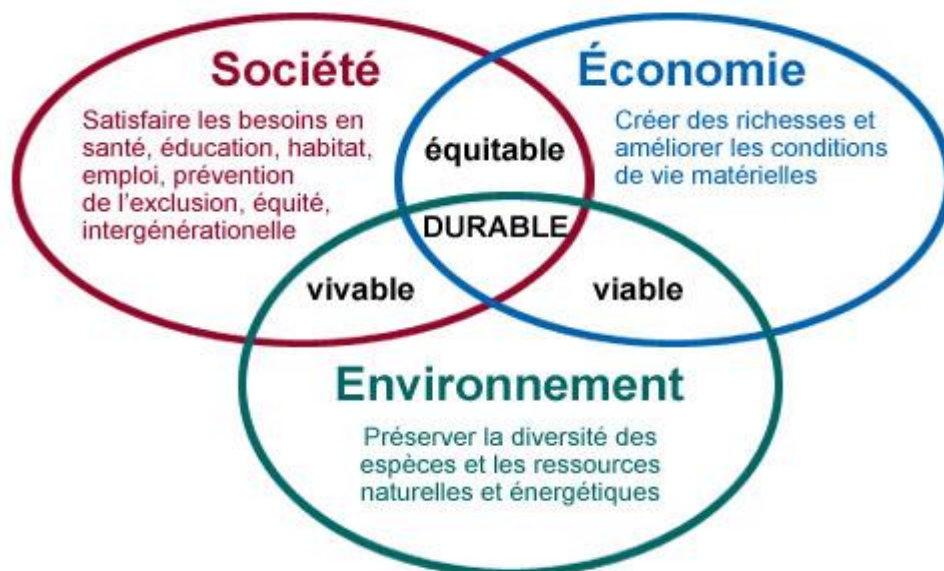 Société
Satisfaire les besoins en
santé, éducation, habitat,
emploi, prévention
de l'exclusion, équité,
intergénérationelle
Économie
Créer des richesses et
améliorer les conditions
de vie matérielles
équitable
DURABLE
vivable
viable
Environnement
Préserver la diversité des
espèces et les ressources
naturelles et énergétiques